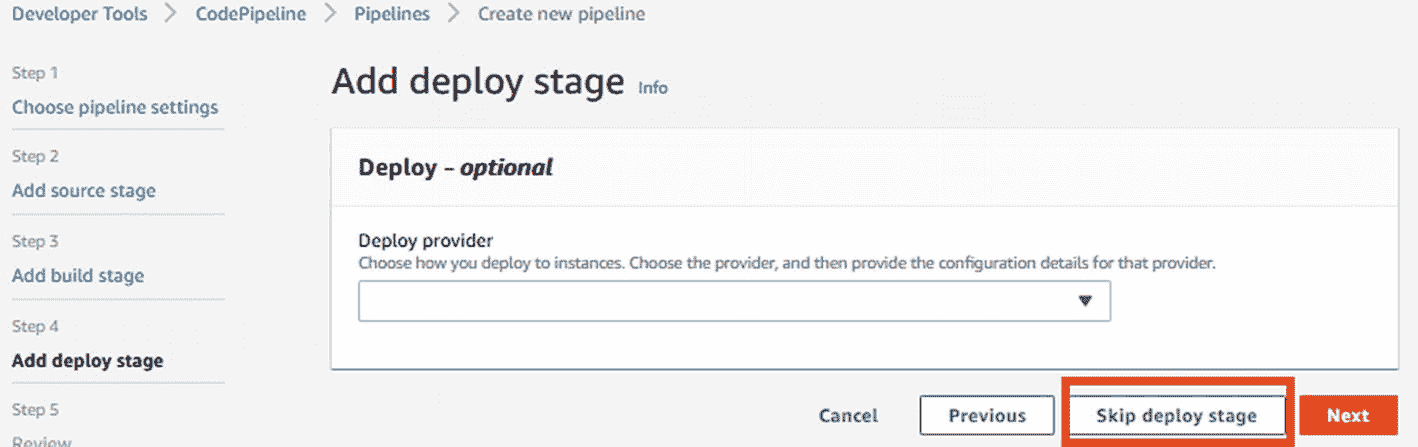 Developer Tools > CodePipeline > Pipelines > Create new pipeline
Step 1
Choose pipeline settings
Step 2
Add source stage
Step 3
Add build stage
Step 4
Add deploy stage
Step 5
Review
Add deploy stage Info
Deploy – optional
Deploy provider
Choose how you deploy to instances. Choose the provider, and then provide the configuration details for that provider.
Cancel Previous Skip deploy stage Next